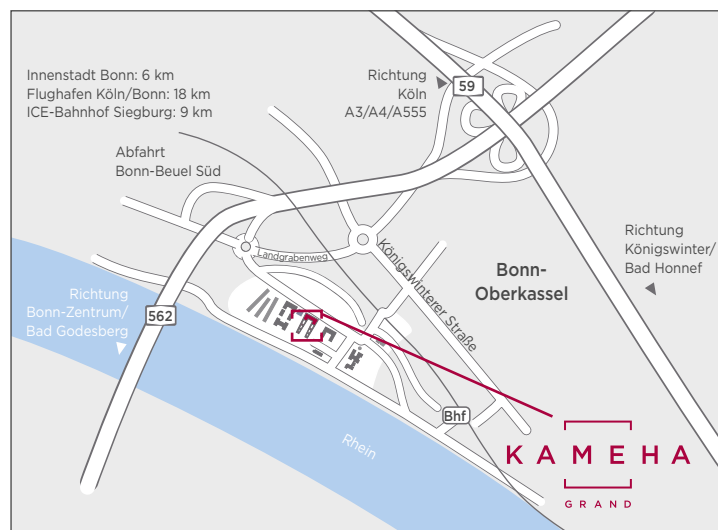 Innenstadt Bonn: 6 km
Flughafen Köln/Bonn: 18 km
ICE-Bahnhof Siegburg: 9 km
Richtung
Köln
A3/A4/A555
59
Abfahrt
Bonn-Beuel Süd
Landgrabenweg
Königswinterer Straße
Bonn-
Oberkassel
Richtung
Königswinter/
Bad Honnef
Richtung
Bonn-Zentrum/
Bad Godesberg
562
Bhf
Rhein
KAMEHA
GRAND